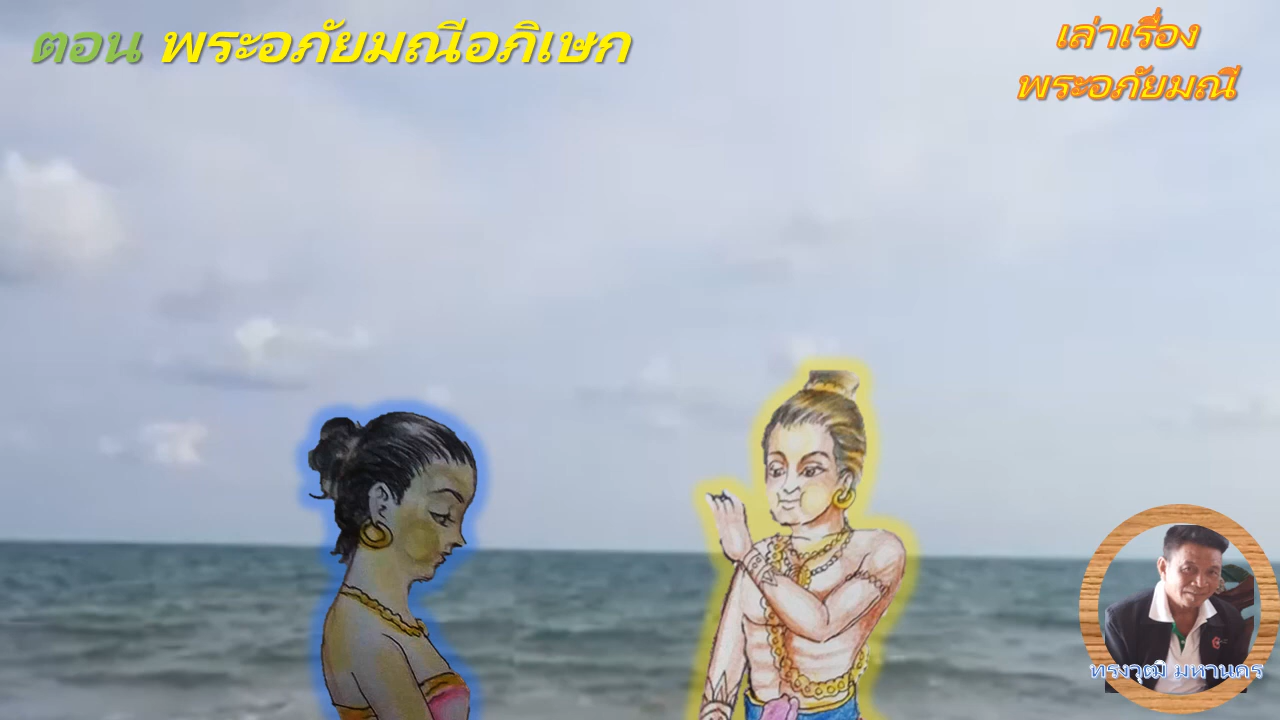 ตอน พระอภัยมณีอภิเษก
เล่าเรื่อง
พระอภัยมณี
ทรงวุฒิ มหานคร